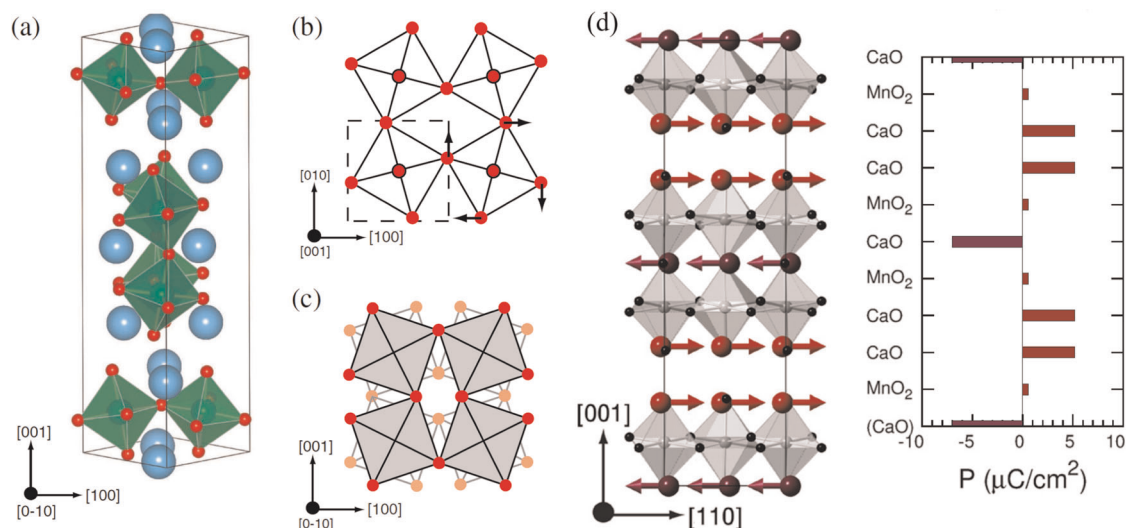 (a)
[001]
[100]
[0-10]
(b)
[010]
[001]
[100]
(c)
[001]
[0-10]
[100]
(d)
[001]
[110]
CaO
MnO2
CaO
CaO
MnO2
CaO
MnO2
CaO
CaO
MnO2
(CaO)
-10 -5 0 5 10
P (μC/cm²)